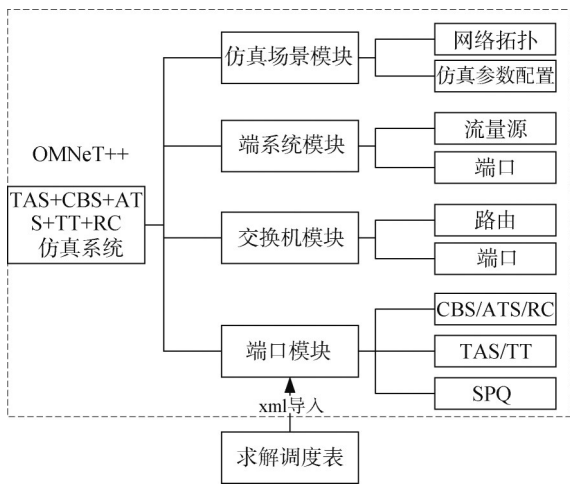 OMNeT++
TAS+CBS+AT
S+TT+RC
仿真系统
仿真场景模块
网络拓扑
仿真参数配置
端系统模块
流量源
端口
交换机模块
路由
端口
端口模块
CBS/ATS/RC
TAS/TT
SPQ
xml导入
求解调度表